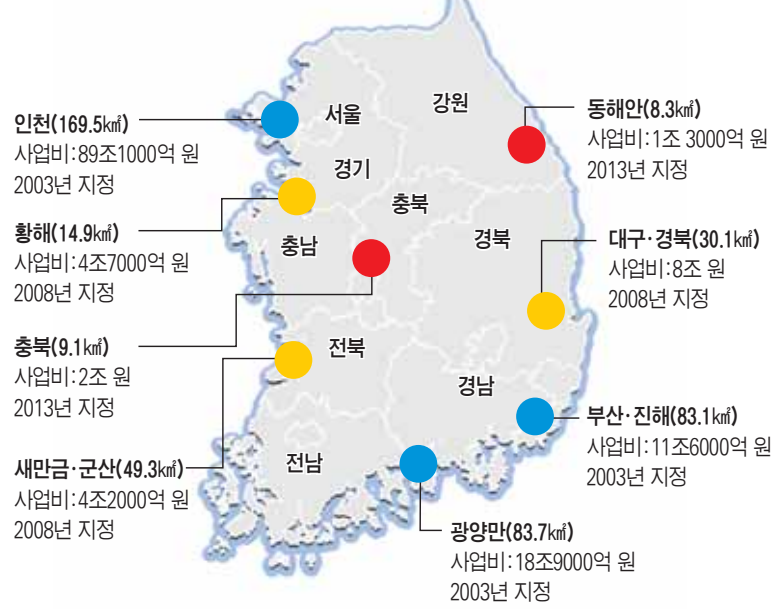 인천(169.5㎢)
사업비:89조1000억 원
2003년 지정
황해(14.9㎢)
사업비:4조7000억 원
2008년 지정
충북(9.1㎢)
사업비:2조 원
2013년 지정
새만금·군산(49.3㎢)
사업비:4조2000억 원
2008년 지정
서울
강원
경기
충북
충남
경북
전북
경남
전남
동해안(8.3㎢)
사업비:1조 3000억 원
2013년 지정
대구·경북(30.1㎢)
사업비:8조 원
2008년 지정
부산·진해(83.1㎢)
사업비:11조6000억 원
2003년 지정
광양만(83.7㎢)
사업비:18조9000억 원
2003년 지정